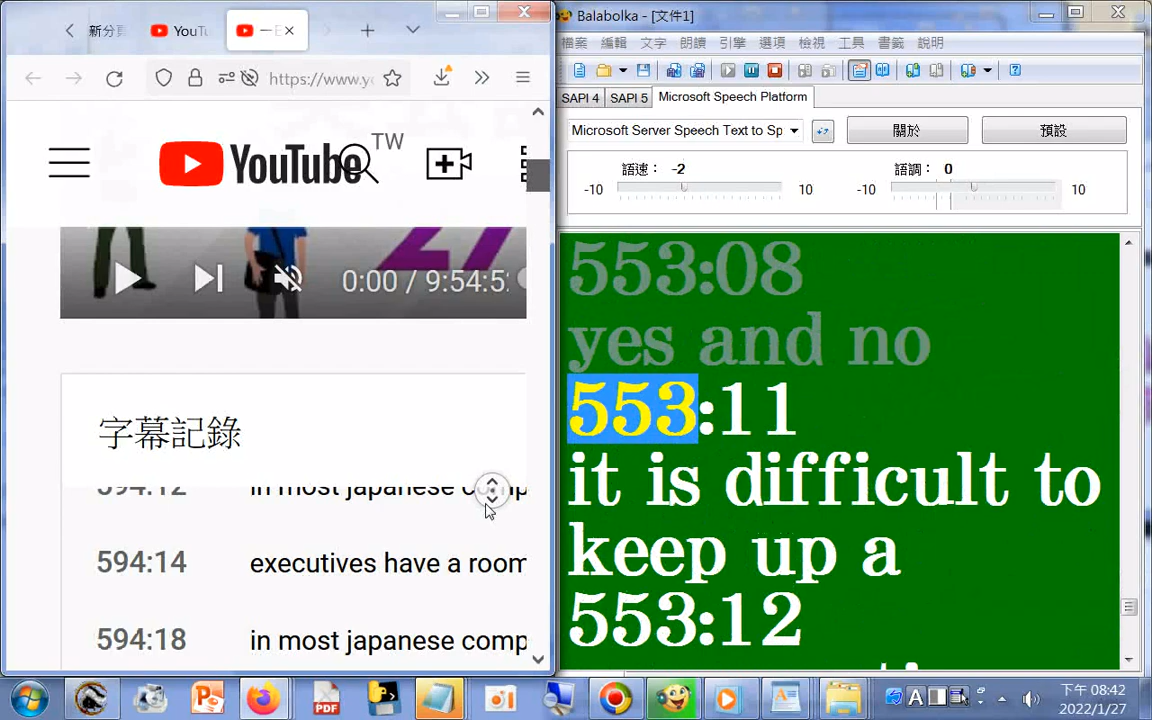 新分頁
YouTu
一 E
https://www.yo
TW
YouTube
27
0:00 / 9:54:5
字幕記錄
594:12 in most japanese comp
594:14 executives have a room
594:18 in most japanese comp
Balabolka - [文件1]
檔案 編輯 文字 朗讀 引擎 選項 檢視 工具 書籤 說明
SAPI 4 SAPI 5 Microsoft Speech Platform
Microsoft Server Speech Text to Sp 關於 預設
語速: -2 語調: 0
-10 10 -10 10
553:08
yes and no
553:11
it is difficult to
keep up a
553:12
PDF
A
下午 08:42
2022/1/27